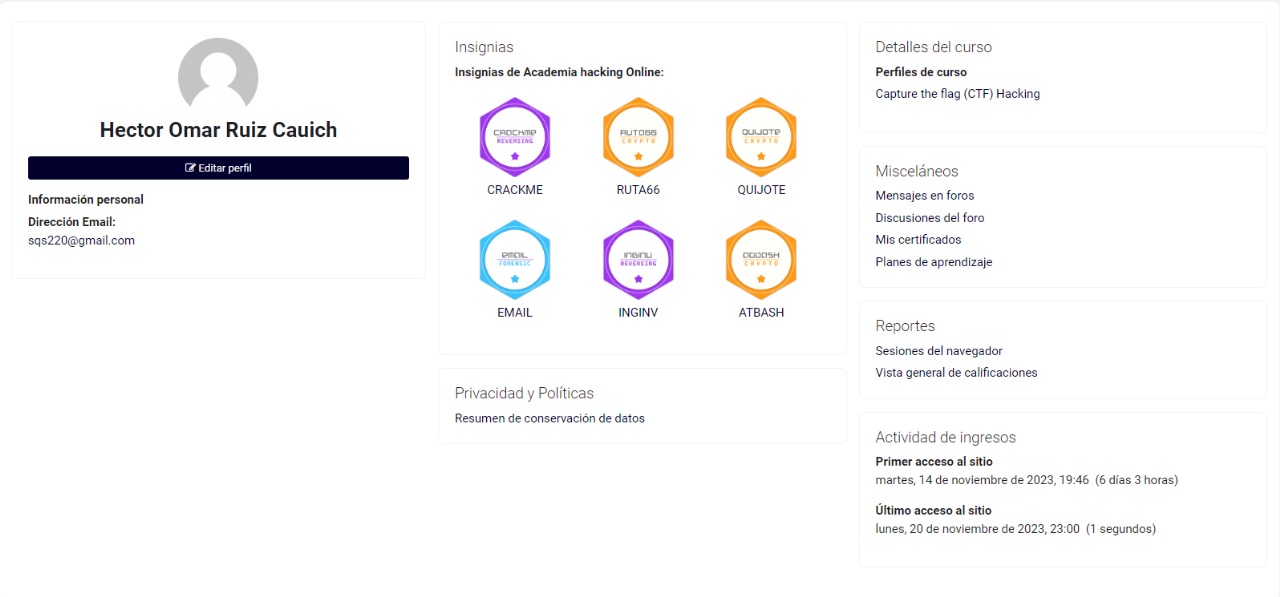 Hector Omar Ruiz Cauich
Editar perfil
Información personal
Dirección Email:
sqs220@gmail.com
Insignias
Insignias de Academia hacking Online:
CROCKME
REVERSING
CRACKME
RUTO66
CRYPTO
RUTA66
QUIJOTE
CRYPTO
QUIJOTE
EMAIL
FORENSIC
EMAIL
INGINU
REVERSING
INGINV
CRYPTO
ATBASH
Privacidad y Políticas
Resumen de conservación de datos
Detalles del curso
Perfiles de curso
Capture the flag (CTF) Hacking
Misceláneos
Mensajes en foros
Discusiones del foro
Mis certificados
Planes de aprendizaje
Reportes
Sesiones del navegador
Vista general de calificaciones
Actividad de ingresos
Primer acceso al sitio
martes, 14 de noviembre de 2023, 19:46 (6 días 3 horas)
Último acceso al sitio
lunes, 20 de noviembre de 2023, 23:00 (1 segundos)